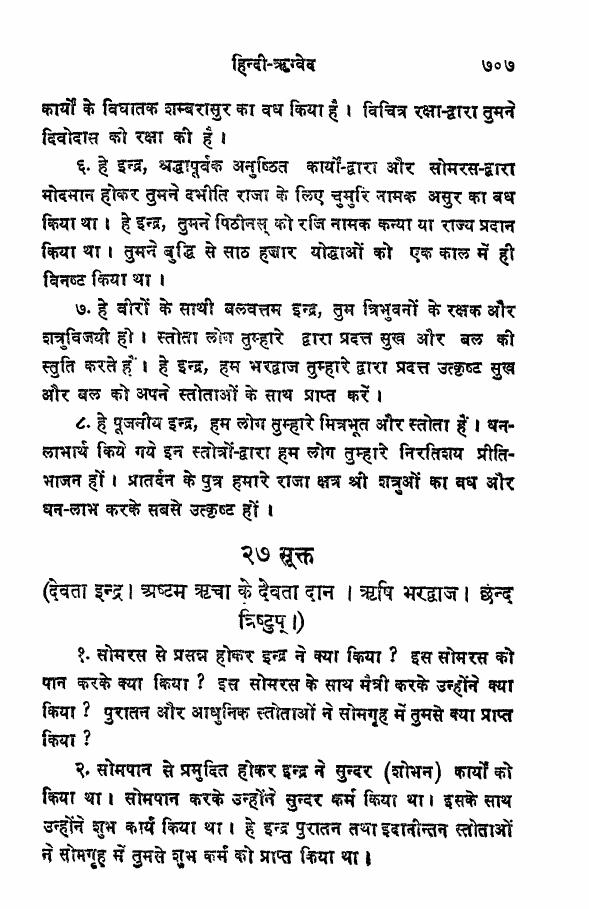 हिन्दी-ऋग्वेद ७०७
कार्यों के विघातक शम्बरासुर का वध किया है। विचित्र रक्षा-द्वारा तुमने
दिवोदास को रक्षा की है।
६. हे इन्द्र, श्रद्धापूर्वक अनुष्ठित कार्यों-द्वारा और सोमरस-द्वारा
मोदमान होकर तुमने दभीति राजा के लिए चुमुरि नामक असुर का वध
किया था। हे इन्द्र, तुमने पिठीनस् को रजि नामक कन्या या राज्य प्रदान
किया था। तुमने बुद्धि से साठ हजार योद्धाओं को एक काल में ही
विनष्ट किया था।
७. हे वीरों के साथी बलवत्तम इन्द्र, तुम त्रिभुवनों के रक्षक और
शत्रुविजयी हो। स्तोता लोग तुम्हारे द्वारा प्रदत्त सुख और बल की
स्तुति करते हैं। हे इन्द्र, हम भरद्वाज तुम्हारे द्वारा प्रदत्त उत्कृष्ट सुख
और बल को अपने स्तोताओं के साथ प्राप्त करें।
८. हे पूजनीय इन्द्र, हम लोग तुम्हारे मित्रभूत और स्तोता हैं। धन-
लाभार्थ किये गये इन स्तोत्रों-द्वारा हम लोग तुम्हारे निरतिशय प्रीति-
भाजन हों। प्रातर्दन के पुत्र हमारे राजा क्षत्र श्री शत्रुओं का वध और
धन-लाभ करके सबसे उत्कृष्ट हों।
२७ सूक्त
(देवता इन्द्र। अष्टम ऋचा के देवता दान। ऋषि भरद्वाज। छन्द
त्रिष्टुप्।)
१. सोमरस से प्रसन्न होकर इन्द्र ने क्या किया? इस सोमरस को
पान करके क्या किया? इस सोमरस के साथ मैत्री करके उन्होंने क्या
किया? पुरातन और आधुनिक स्तोताओं ने सोमगृह में तुमसे क्या प्राप्त
किया?
२. सोमपान से प्रमुदित होकर इन्द्र ने सुन्दर (शोभन) कार्यों को
किया था। सोमपान करके उन्होंने सुन्दर कर्म किया था। इसके साथ
उन्होंने शुभ कार्य किया था। हे इन्द्र पुरातन तथा इदानीन्तन स्तोताओं
ने सोमगृह में तुमसे शुभ कर्म को प्राप्त किया था।